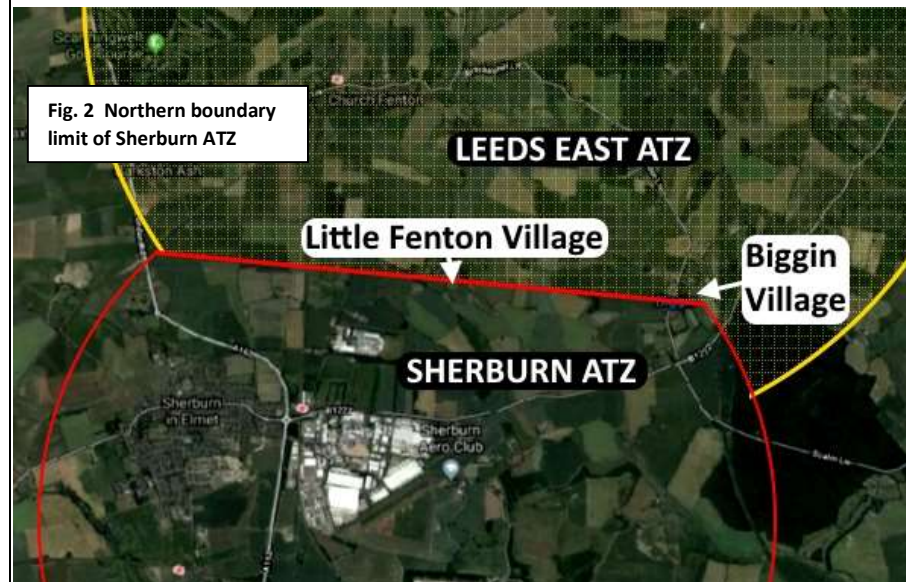 Fig. 2 Northern boundary
limit of Sherburn ATZ
Church Fenton
LEEDS EAST ATZ
Little Fenton Village
Biggin
Village
SHERBURN ATZ
Sherburn
in Elmet
Sherburn
Aero Club